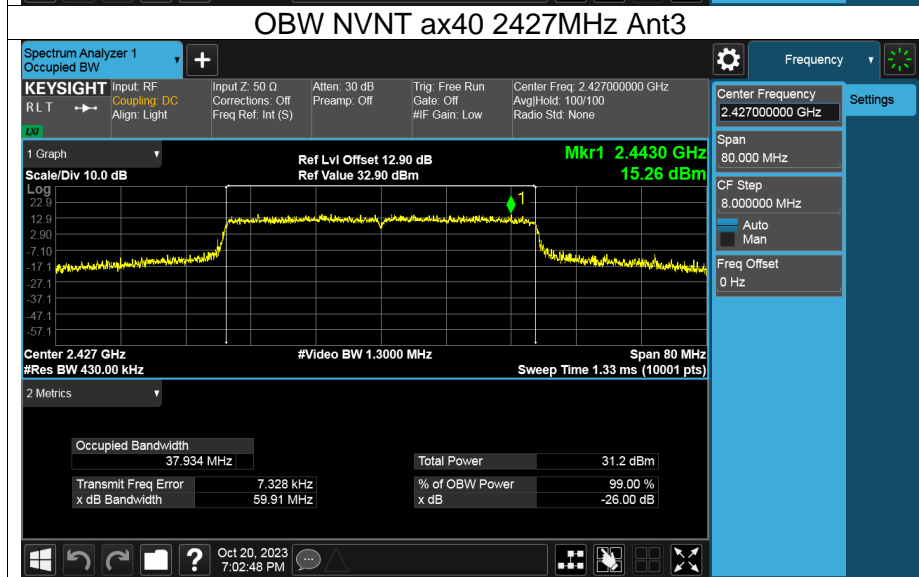 OBW NVNT ax40 2427MHz Ant3
Spectrum Analyzer 1
Occupied BW
+
Frequency
KEYSIGHT
R L T
LXI
Input: RF
Coupling: DC
Align: Light
Input Z: 50 Ω
Corrections: Off
Freq Ref: Int (S)
Atten: 30 dB
Preamp: Off
Trig: Free Run
Gate: Off
#IF Gain: Low
Center Freq: 2.427000000 GHz
Avg|Hold: 100/100
Radio Std: None
Center Frequency
2.427000000 GHz
Settings
Span
80.000 MHz
CF Step
8.000000 MHz
Auto
Man
Freq Offset
0 Hz
1 Graph
Scale/Div 10.0 dB
Ref Lvl Offset 12.90 dB
Ref Value 32.90 dBm
Mkr1 2.4430 GHz
15.26 dBm
Log
22.9
12.9
2.90
-7.10
-17.1
-27.1
-37.1
-47.1
-57.1
1
Center 2.427 GHz
#Video BW 1.3000 MHz
Span 80 MHz
#Res BW 430.00 kHz
Sweep Time 1.33 ms (10001 pts)
2 Metrics
Occupied Bandwidth
37.934 MHz
Total Power 31.2 dBm
Transmit Freq Error 7.328 kHz
% of OBW Power 99.00 %
x dB Bandwidth 59.91 MHz
x dB -26.00 dB
?
Oct 20, 2023
7:02:48 PM